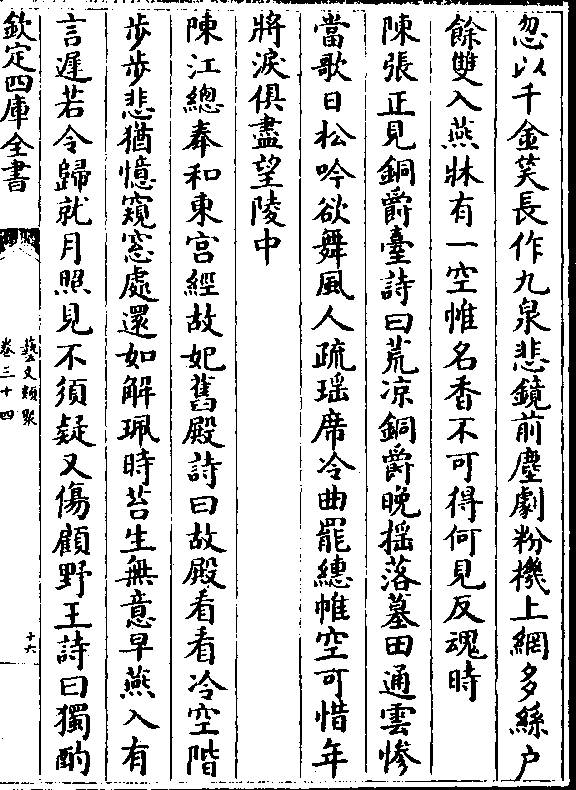 忽以千金笑長作九泉悲鏡前塵劇粉機上網多絲户
餘雙入燕牀有一空帷名香不可得何見反魂時
陳張正見銅爵臺詩曰荒凉銅爵晚摇落墓田通雲惨
當歌日松吟欲舞風人疏瑶席冷曲罷繐帷空可惜年
將淚俱盡望陵中
陳江總奉和東宮經故妃舊殿詩曰故殿看看冷空階
步步悲猶憶窺窓處還如解珮時苔生無意早燕入有
言遲若令歸就月照見不須疑又傷顧野王詩曰獨酌
欽定四庫全書
藝文類聚
卷三十四
十六